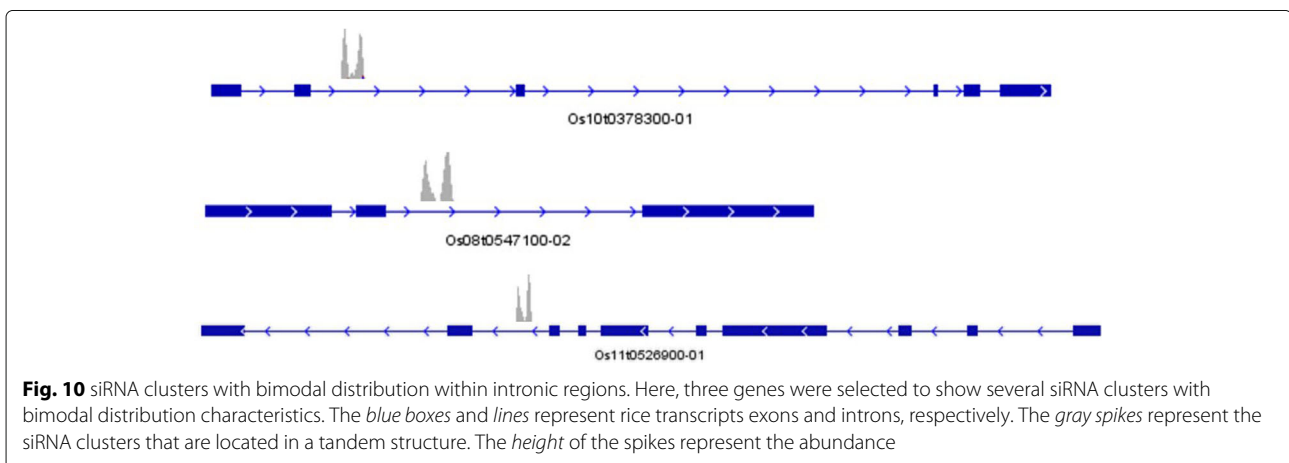 Os10t0378300-01
Os08t0547100-02
Os11t0526900-01
Fig. 10 siRNA clusters with bimodal distribution within intronic regions. Here, three genes were selected to show several siRNA clusters with
bimodal distribution characteristics. The blue boxes and lines represent rice transcripts exons and introns, respectively. The gray spikes represent the
siRNA clusters that are located in a tandem structure. The height of the spikes represent the abundance